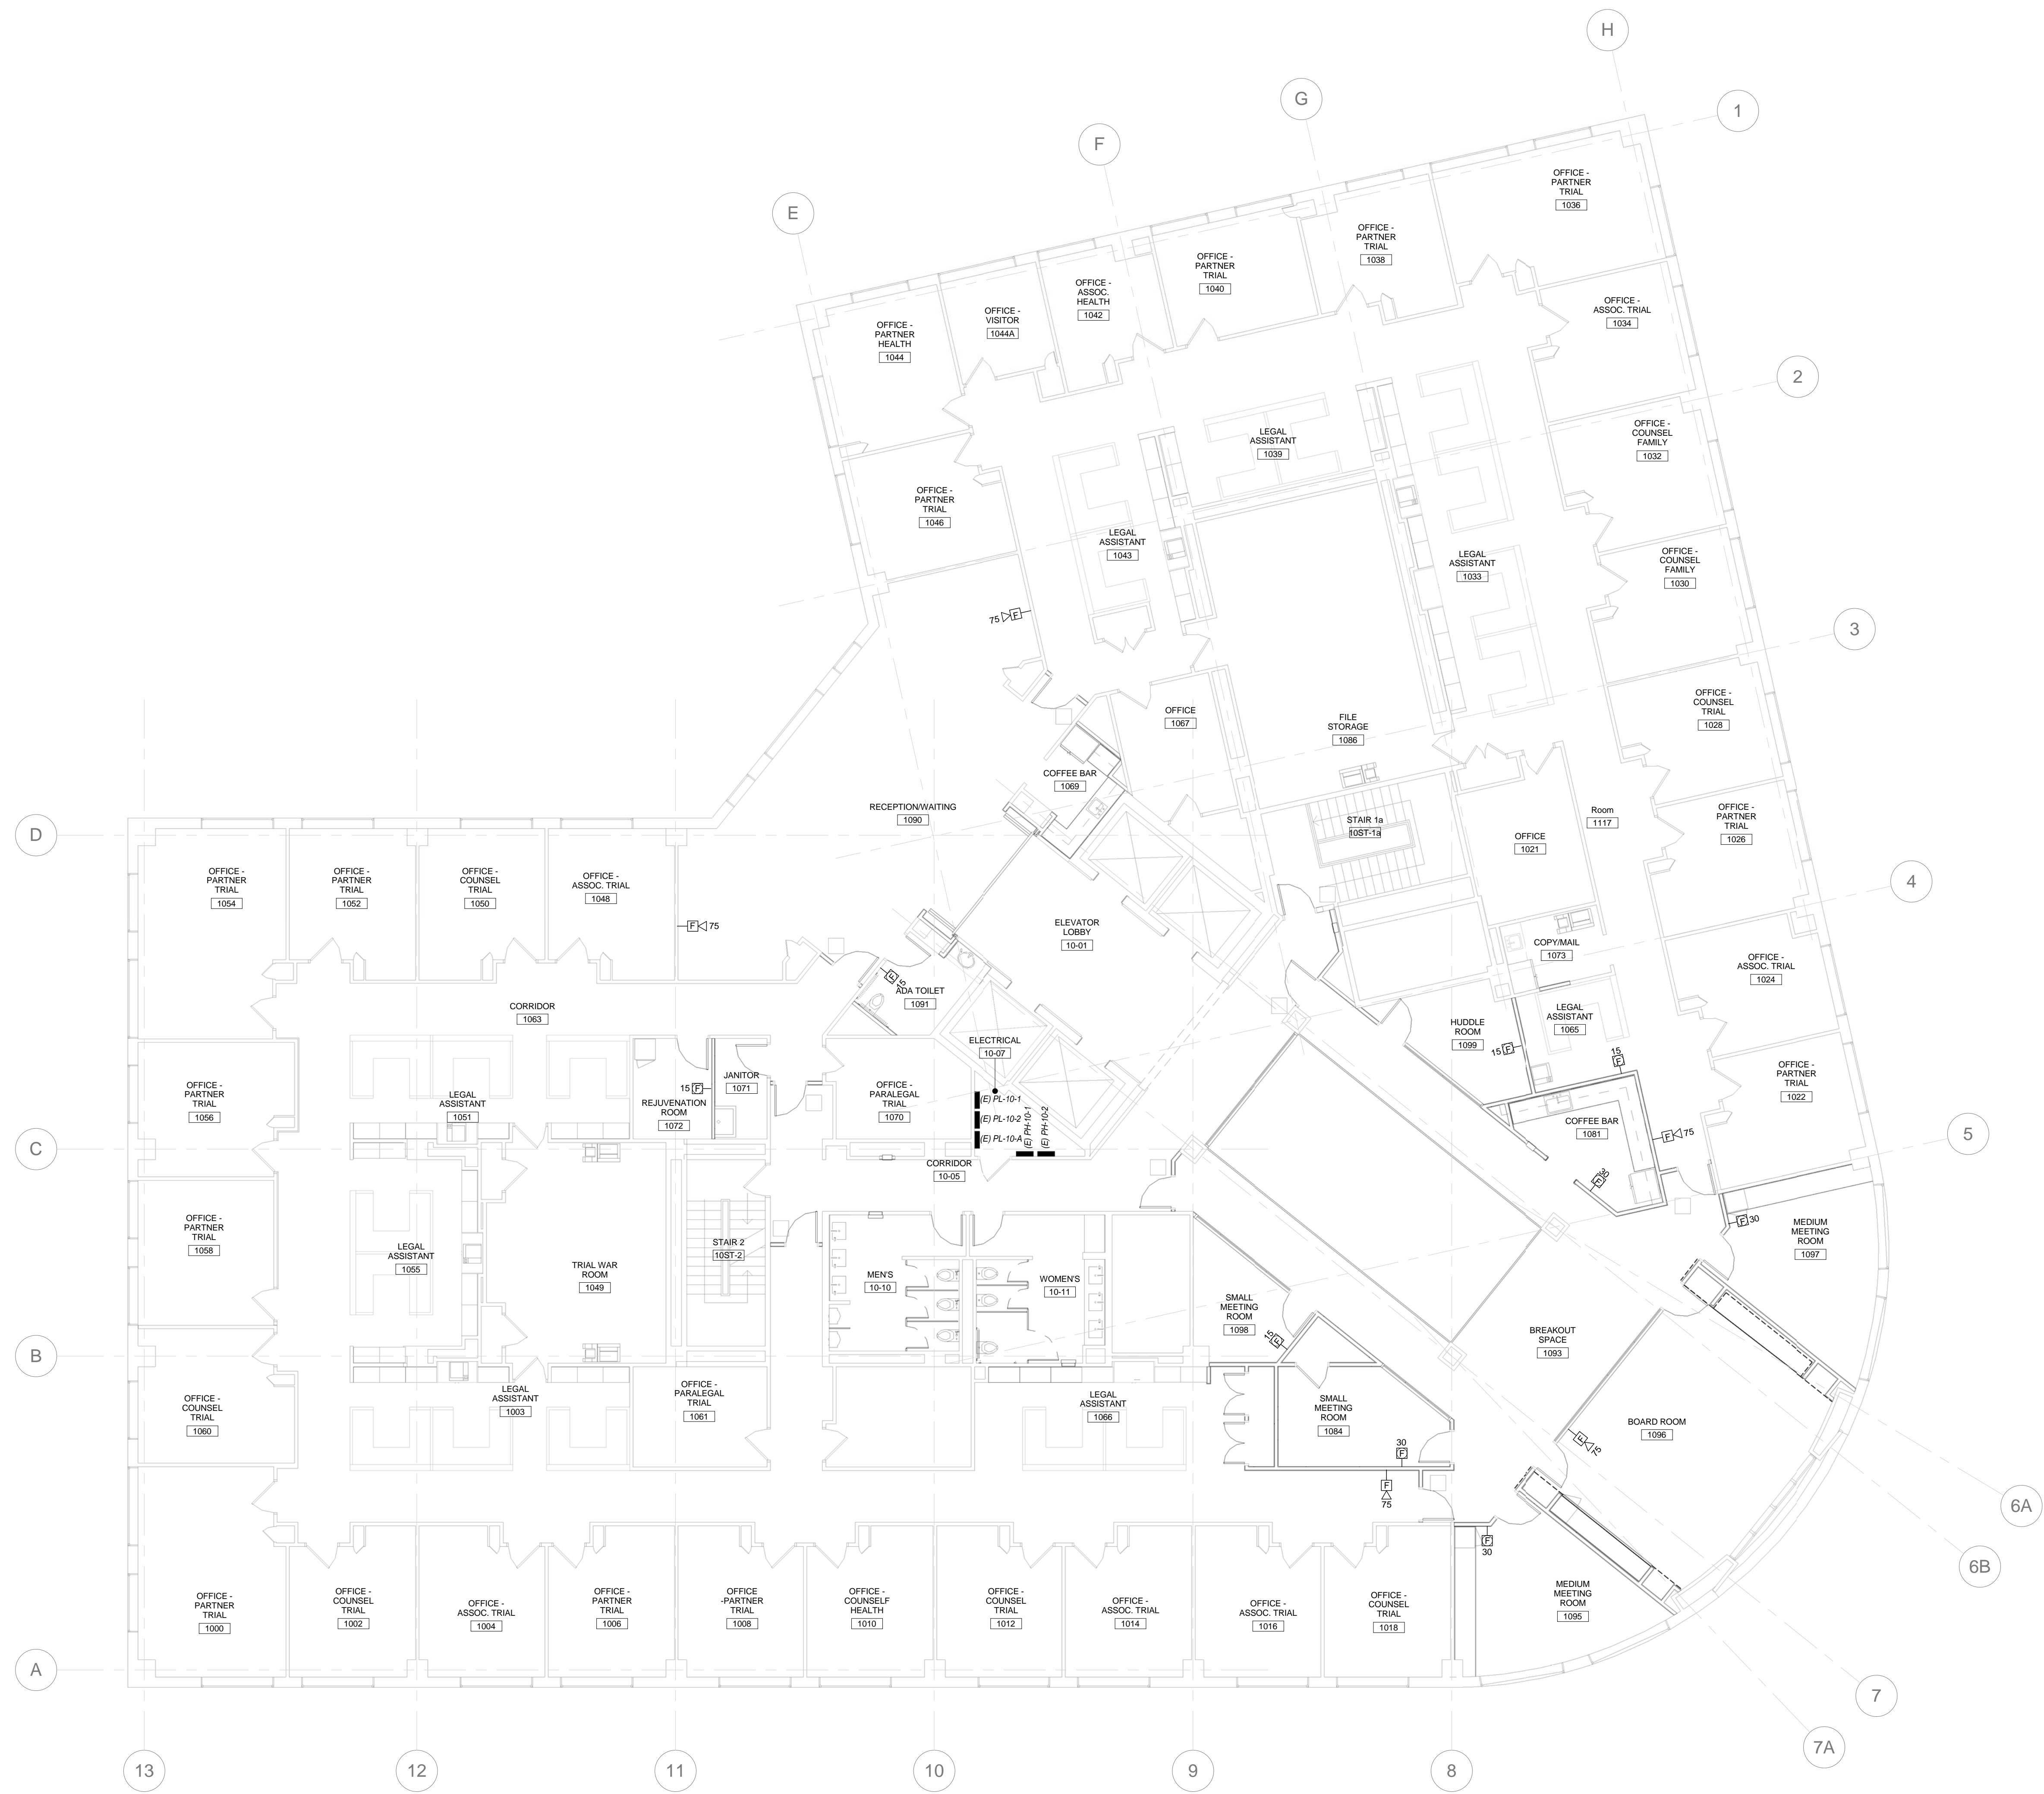 H
G
1
F
E
OFFICE -
PARTNER
TRIAL
1036
OFFICE -
PARTNER
TRIAL
1038
OFFICE -
PARTNER
TRIAL
1040
OFFICE -
ASSOC.
HEALTH
1042
OFFICE -
VISITOR
1044A
OFFICE -
PARTNER
HEALTH
1044
OFFICE -
ASSOC. TRIAL
1034
2
OFFICE -
COUNSEL
FAMILY
1032
LEGAL
ASSISTANT
1039
OFFICE -
PARTNER
TRIAL
1046
LEGAL
ASSISTANT
1043
LEGAL
ASSISTANT
1033
OFFICE -
COUNSEL
FAMILY
1030
75 F
3
OFFICE -
COUNSEL
TRIAL
1028
OFFICE
1067
FILE
STORAGE
1086
COFFEE BAR
1069
RECEPTION/WAITING
1090
D
STAIR 1a
10ST-1a
Room
1117
OFFICE
1021
OFFICE -
PARTNER
TRIAL
1026
4
OFFICE -
PARTNER
TRIAL
1054
OFFICE -
PARTNER
TRIAL
1052
OFFICE -
COUNSEL
TRIAL
1050
OFFICE -
ASSOC. TRIAL
1048
F 75
ELEVATOR
LOBBY
10-01
COPY/MAIL
1073
OFFICE -
ASSOC. TRIAL
1024
F
15
ADA TOILET
1091
CORRIDOR
1063
LEGAL
ASSISTANT
1065
HUDDLE
ROOM
1099
15 F
15
F
ELECTRICAL
10-07
OFFICE -
PARTNER
TRIAL
1056
LEGAL
ASSISTANT
1051
15 F
REJUVENATION
ROOM
1072
JANITOR
1071
OFFICE -
PARALEGAL
TRIAL
1070
(E) PL-10-1
(E) PL-10-2
(E) PL-10-A
(E) PH-10-1
(E) PH-10-2
OFFICE -
PARTNER
TRIAL
1022
COFFEE BAR
1081
F 75
5
C
CORRIDOR
10-05
30
F
F 30
MEDIUM
MEETING
ROOM
1097
OFFICE -
PARTNER
TRIAL
1058
LEGAL
ASSISTANT
1055
TRIAL WAR
ROOM
1049
STAIR 2
10ST-2
MEN'S
10-10
WOMEN'S
10-11
SMALL
MEETING
ROOM
1098
15 F
BREAKOUT
SPACE
1093
B
OFFICE -
COUNSEL
TRIAL
1060
LEGAL
ASSISTANT
1003
OFFICE -
PARALEGAL
TRIAL
1061
LEGAL
ASSISTANT
1066
SMALL
MEETING
ROOM
1084
30
F
BOARD ROOM
1096
F 75
F
75
6A
F
30
6B
OFFICE -
PARTNER
TRIAL
1000
OFFICE -
COUNSEL
TRIAL
1002
OFFICE -
ASSOC. TRIAL
1004
OFFICE -
PARTNER
TRIAL
1006
OFFICE
-PARTNER
TRIAL
1008
OFFICE -
COUNSELF
HEALTH
1010
OFFICE -
COUNSEL
TRIAL
1012
OFFICE -
ASSOC. TRIAL
1014
OFFICE -
ASSOC. TRIAL
1016
OFFICE -
COUNSEL
TRIAL
1018
MEDIUM
MEETING
ROOM
1095
A
7
7A
13
12
11
10
9
8